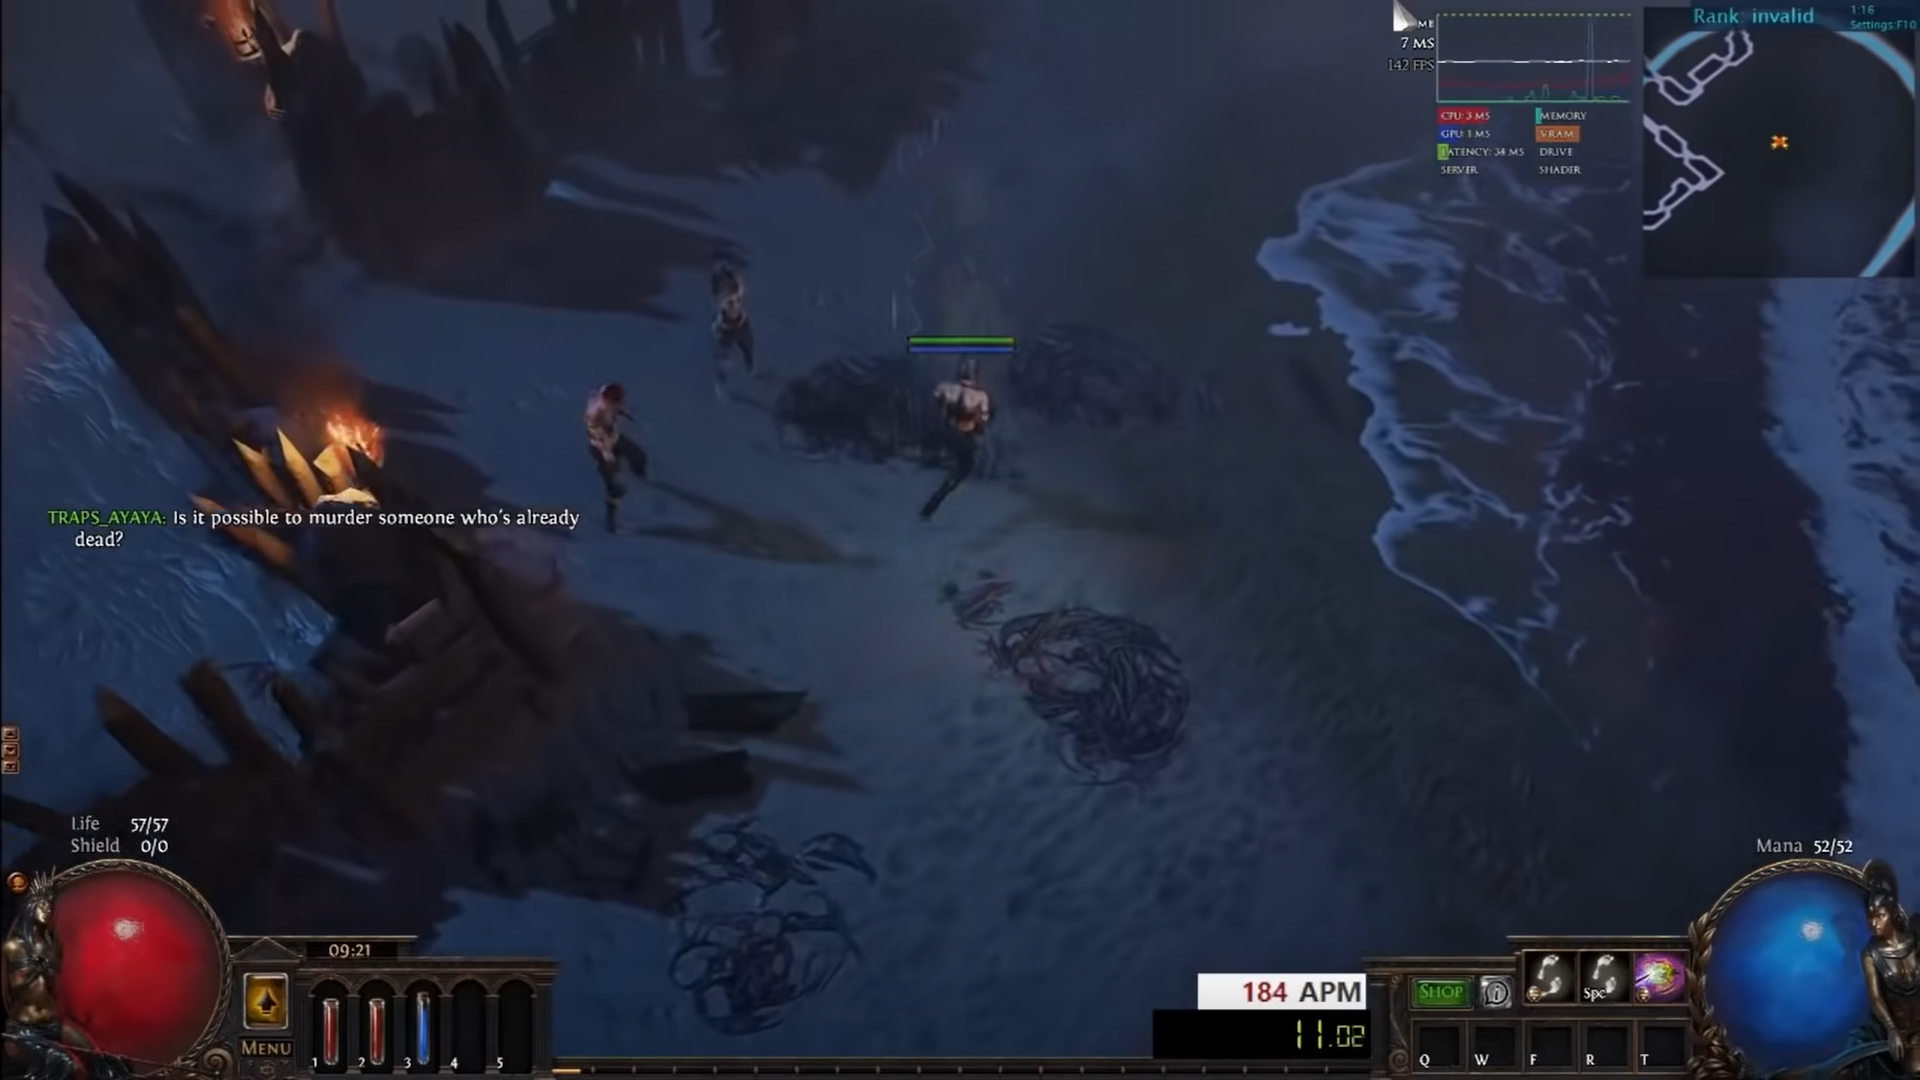 Rank: invalid
1:16
Settings:F10
7 MS
142 FPS
CPU: 3 MS
MEMORY
GPU: 1 MS
VRAM
LATENCY: 34 MS
DRIVE
SERVER
SHADER
TRAPS_AYAYA: Is it possible to murder someone who's already
dead?
Life 57/57
Shield 0/0
Mana 52/52
09:21
MENU
1 2 3 4 5
184 APM
11.02
SHOP
Spc
Q W F R T